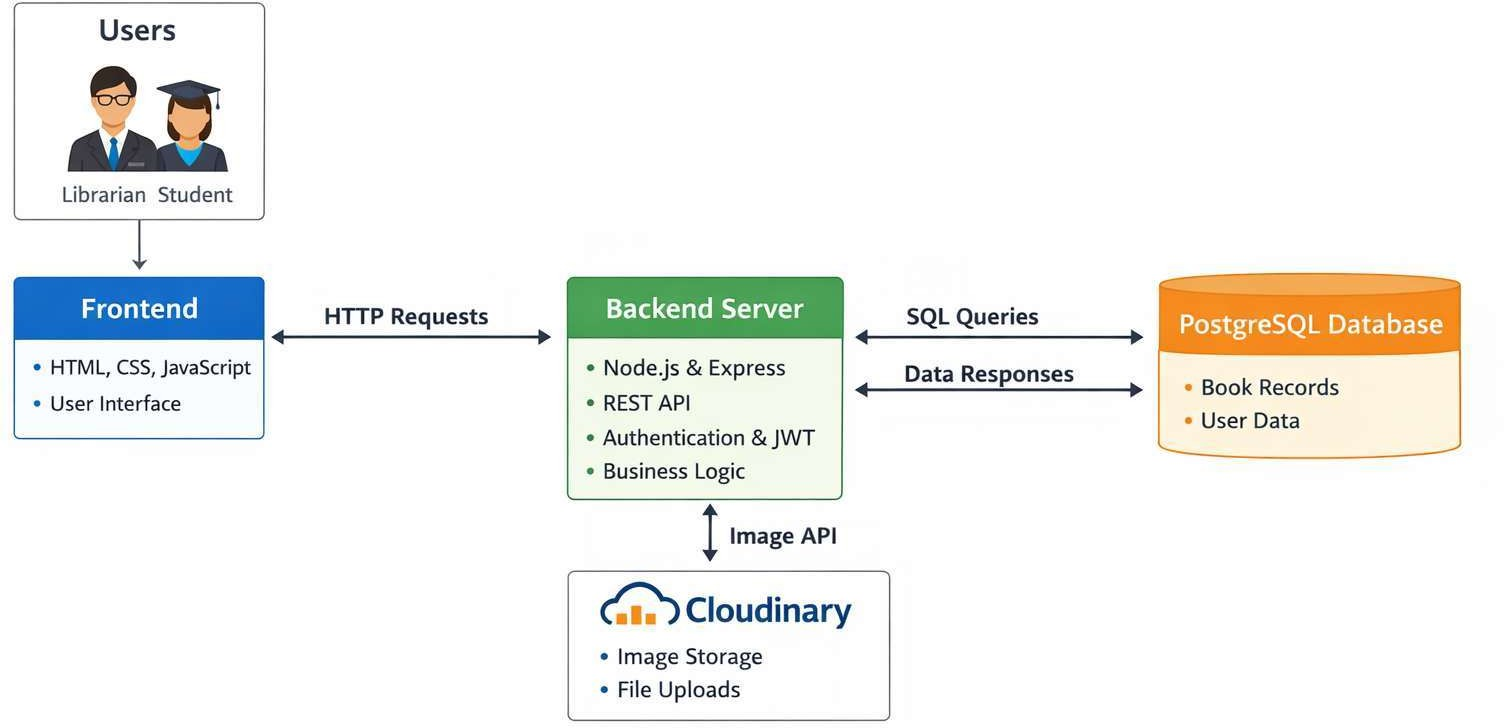 Users
Librarian Student
Frontend
• HTML, CSS, JavaScript
• User Interface
HTTP Requests
Backend Server
• Node.js & Express
• REST API
• Authentication & JWT
• Business Logic
SQL Queries
Data Responses
PostgreSQL Database
• Book Records
• User Data
Image API
Cloudinary
• Image Storage
• File Uploads